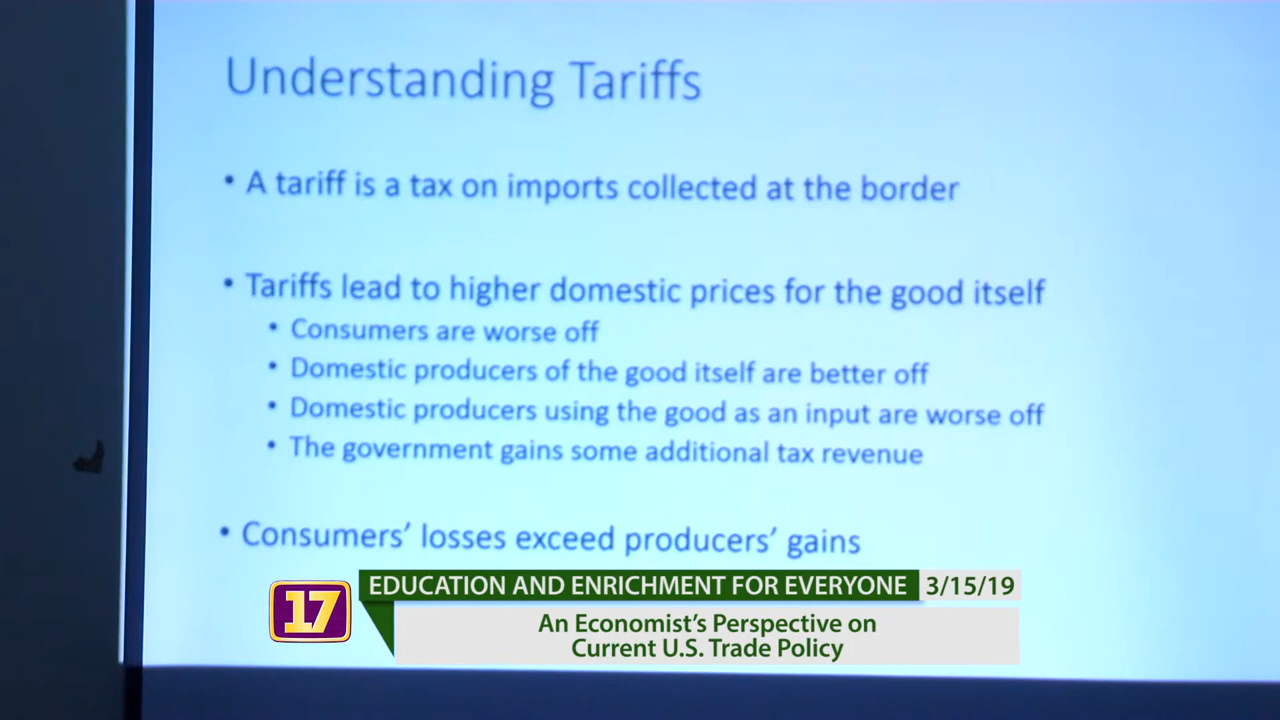 Understanding Tariffs
• A tariff is a tax on imports collected at the border
• Tariffs lead to higher domestic prices for the good itself
• Consumers are worse off
• Domestic producers of the good itself are better off
• Domestic producers using the good as an input are worse off
• The government gains some additional tax revenue
• Consumers’ losses exceed producers’ gains
17
EDUCATION AND ENRICHMENT FOR EVERYONE 3/15/19
An Economist’s Perspective on
Current U.S. Trade Policy